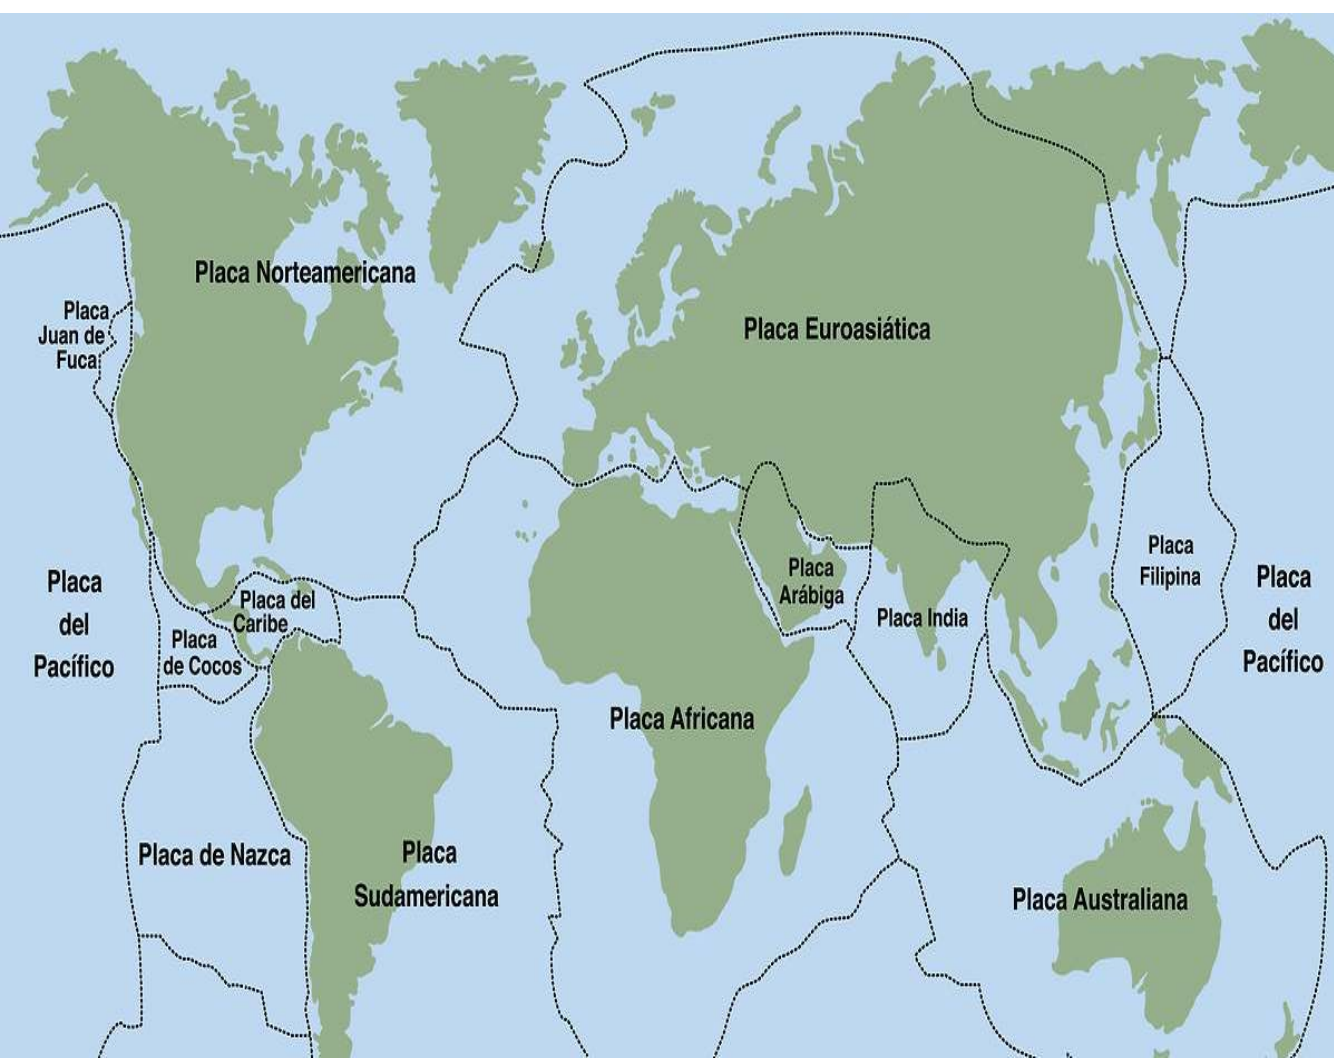 Placa Norteamericana
Placa
Juan de
Fuca
Placa Euroasiática
Placa
del
Pacífico
Placa del
Caribe
Placa
de Cocos
Placa
Arábiga
Placa India
Placa
Filipina
Placa
del
Pacífico
Placa Africana
Placa de Nazca
Placa
Sudamericana
Placa Australiana